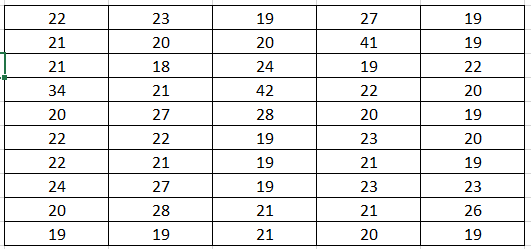 22 23 19 27 19
21 20 20 41 19
21 18 24 19 22
34 21 42 22 20
20 27 28 20 19
22 22 19 23 20
22 21 19 21 19
24 27 19 23 23
20 28 21 21 26
19 19 21 20 19